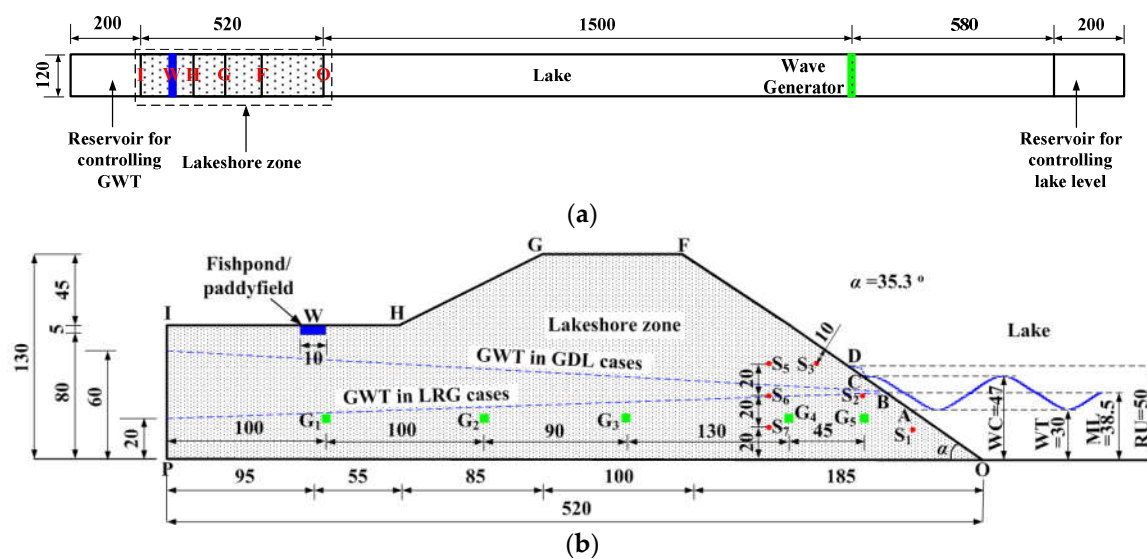 200
520
1500
580
200
120
I
W
H
G
F
O
Lake
Wave
Generator
Reservoir for
controlling
GWT
Lakeshore zone
Reservoir for
controlling
lake level
(a)
G
F
Fishpond/
paddyfield
α =35.3 °
I
W
H
Lakeshore zone
Lake
45
5
130
80
60
20
10
10
GWT in GDL cases
GWT in LRG cases
D
C
B
A
S5
S3
S6
S2
S7
S1
20
20
20
G1
G2
G3
G4
G5
100
100
90
130
45
WC=47
WT
=30
ML
=38.5
RU=50
α
P
O
95
55
85
100
185
520
(b)